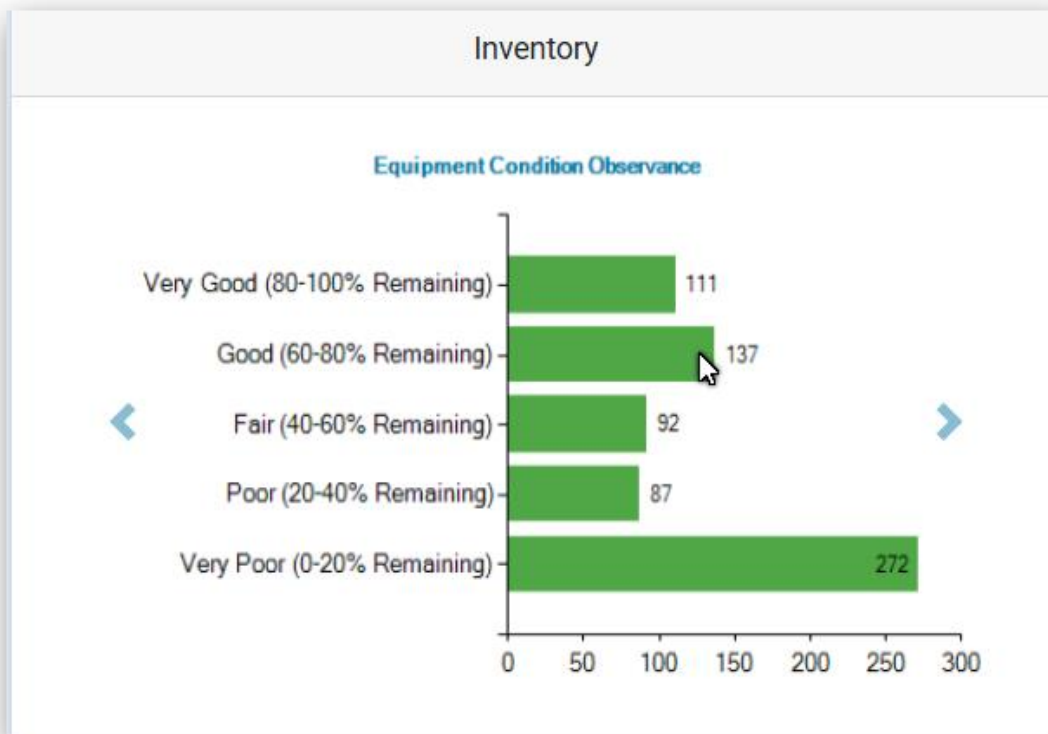 Inventory
Equipment Condition Observance
Very Good (80-100% Remaining) 111
Good (60-80% Remaining) 137
Fair (40-60% Remaining) 92
Poor (20-40% Remaining) 87
Very Poor (0-20% Remaining) 272
0 50 100 150 200 250 300